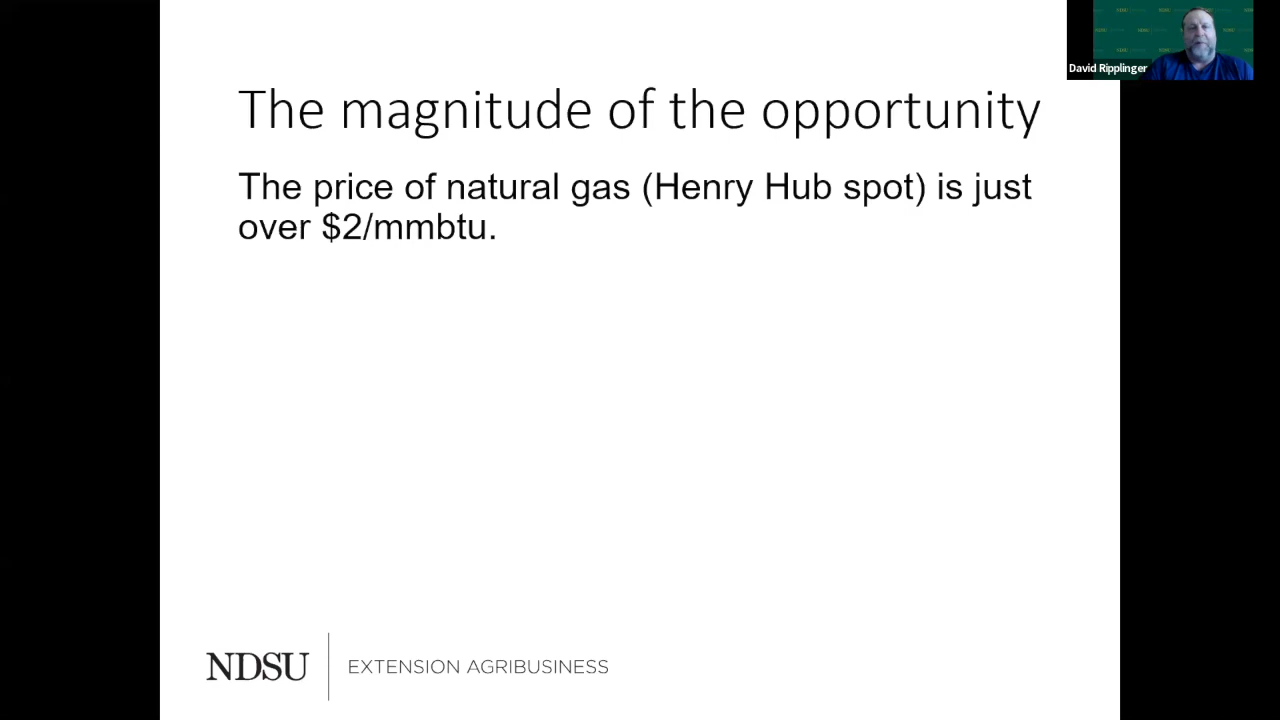 David Ripplinger
The magnitude of the opportunity
The price of natural gas (Henry Hub spot) is just
over $2/mmbtu.
NDSU EXTENSION AGRIBUSINESS